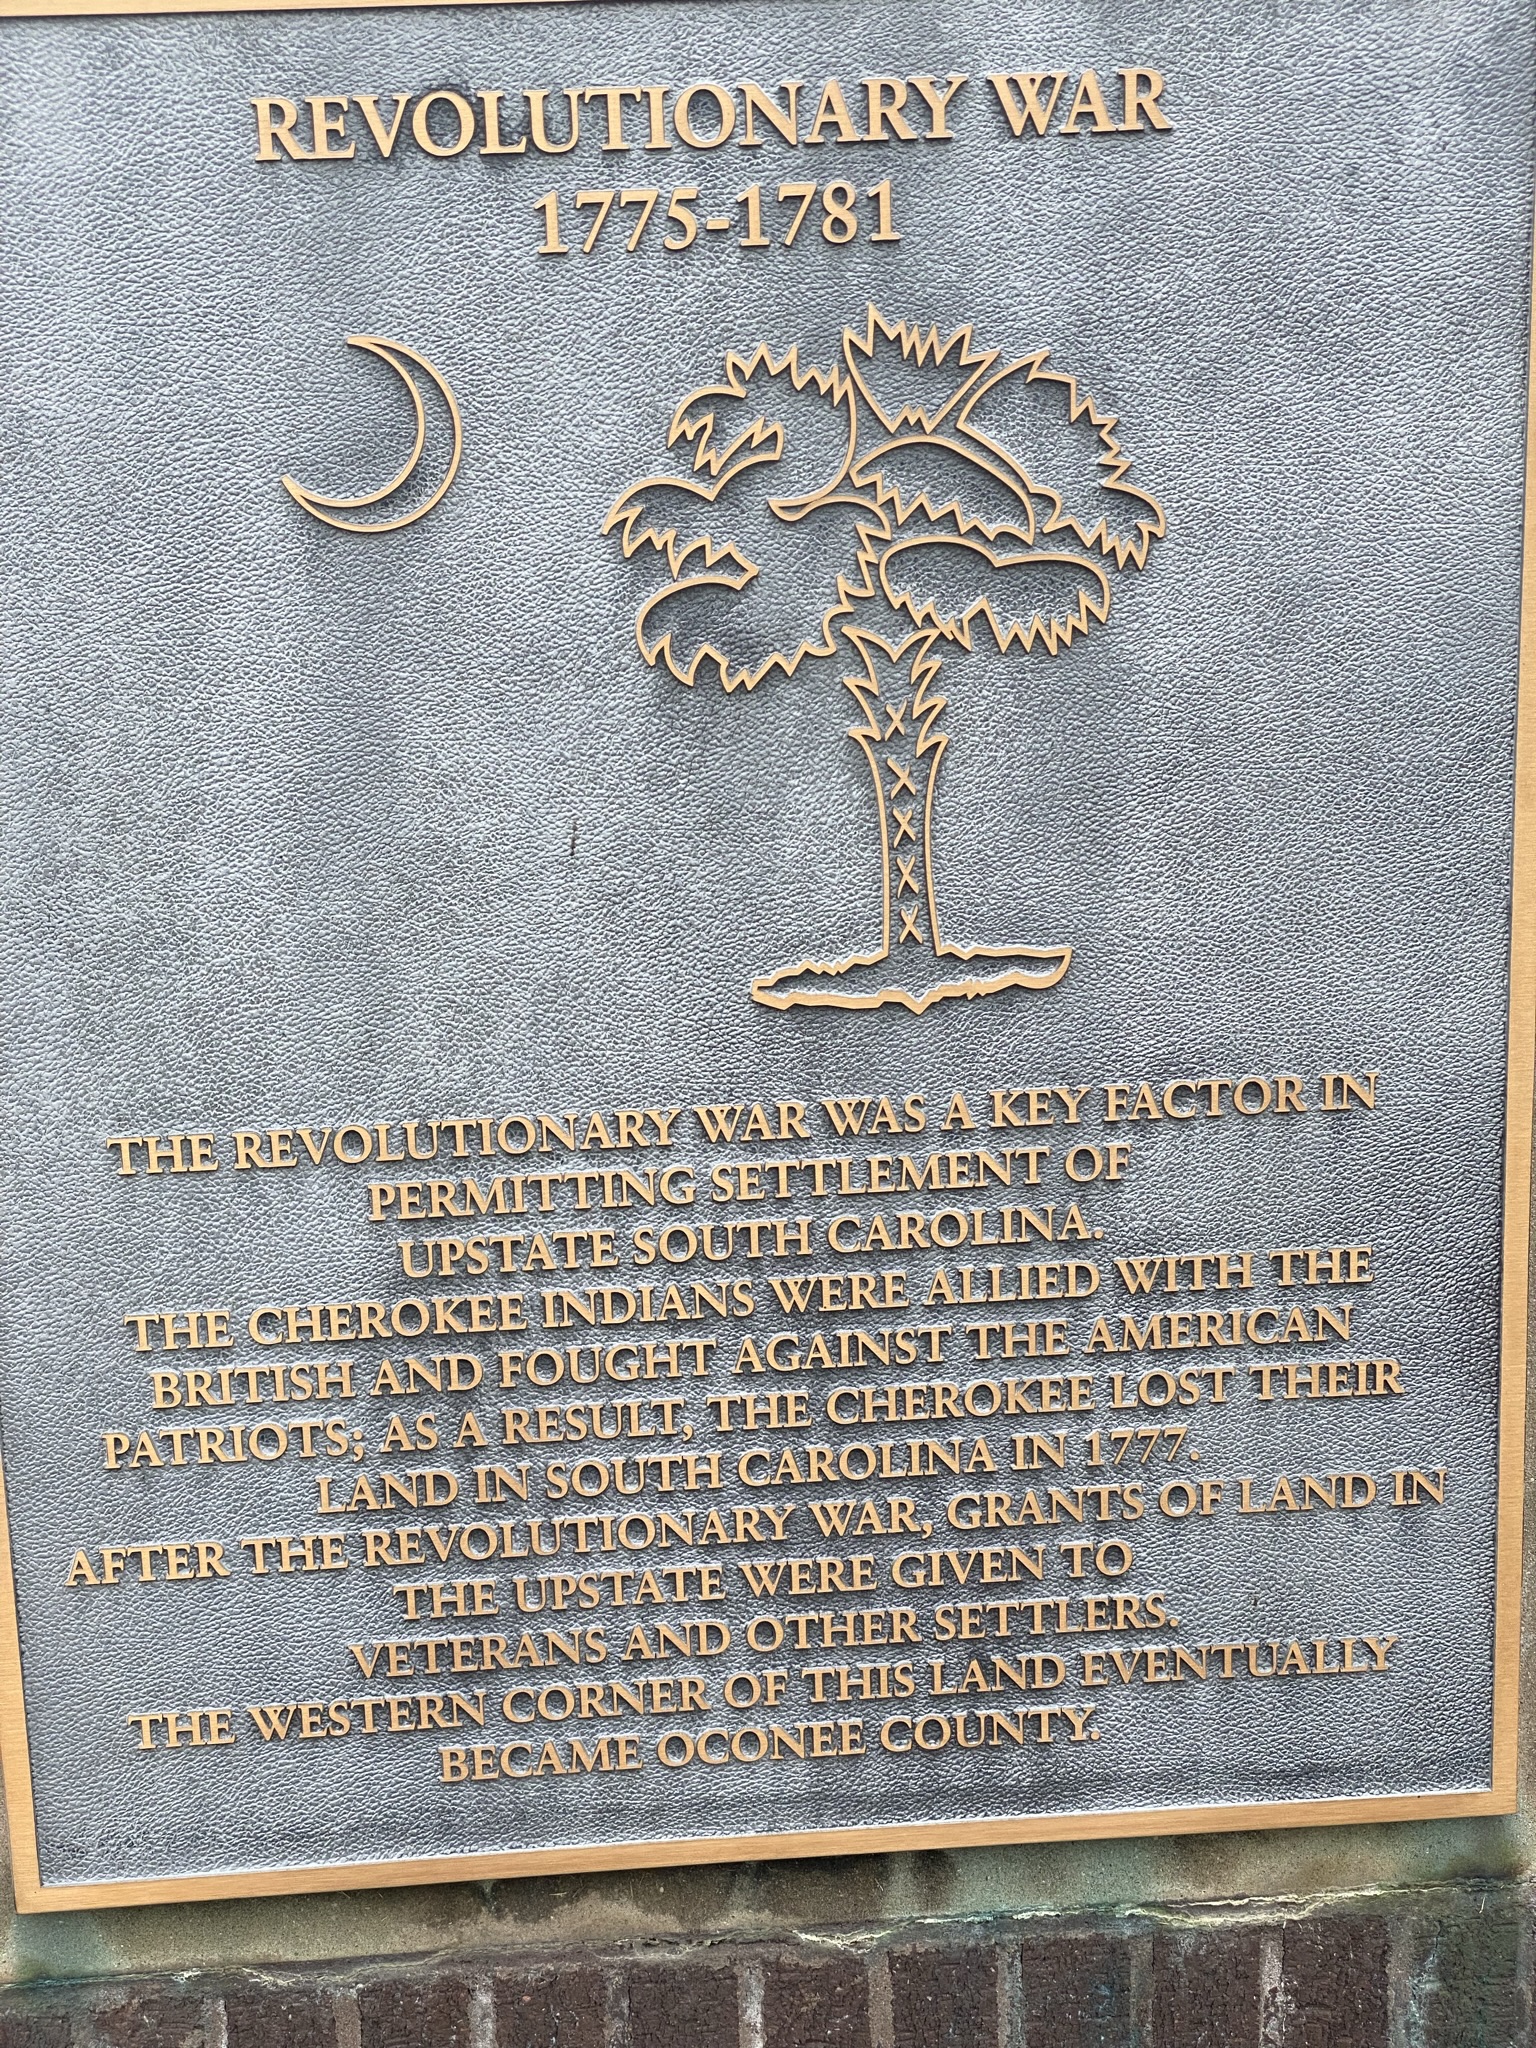 REVOLUTIONARY WAR
1775-1781
THE REVOLUTIONARY WAR WAS A KEY FACTOR IN
PERMITTING SETTLEMENT OF
UPSTATE SOUTH CAROLINA.
THE CHEROKEE INDIANS WERE ALLIED WITH THE
BRITISH AND FOUGHT AGAINST THE AMERICAN
PATRIOTS; AS A RESULT, THE CHEROKEE LOST THEIR
LAND IN SOUTH CAROLINA IN 1777.
AFTER THE REVOLUTIONARY WAR, GRANTS OF LAND IN
THE UPSTATE WERE GIVEN TO
VETERANS AND OTHER SETTLERS.
THE WESTERN CORNER OF THIS LAND EVENTUALLY
BECAME OCONEE COUNTY.